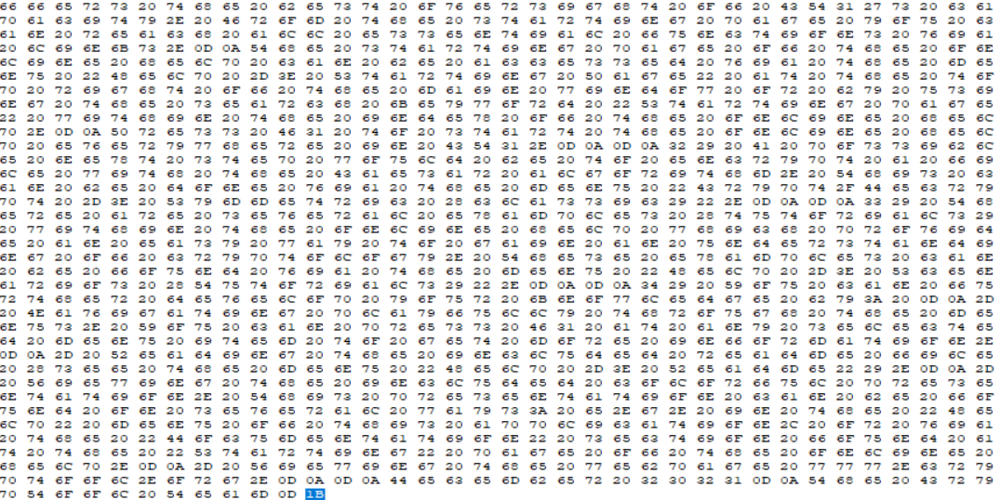 66 66 65 72 73 20 74 68 65 20 62 65 73 74 20 6F 76 65 72 73 69 67 68 74 20 6F 66 20 43 54 31 27 73 20 63 61
70 61 63 69 74 79 2E 20 46 72 6F 6D 20 74 68 65 20 73 74 61 72 74 69 6E 67 20 70 61 67 65 20 79 6F 75 20 63
61 6E 20 72 65 61 63 68 20 61 6C 6C 20 65 73 73 65 6E 74 69 61 6C 20 66 75 6E 63 74 69 6F 6E 73 20 76 69 61
20 6C 69 6E 6B 73 2E 0D 0A 54 68 65 20 73 74 61 72 74 69 6E 67 20 70 61 67 65 20 6F 66 20 74 68 65 20 6F 6E
6C 69 6E 65 20 68 65 6C 70 20 63 61 6E 20 62 65 20 61 63 63 65 73 73 65 64 20 76 69 61 20 74 68 65 20 6D 65
6E 75 20 22 48 65 6C 70 20 2D 3E 20 53 74 61 72 74 69 6E 67 20 50 61 67 65 22 20 61 74 20 74 68 65 20 74 6F
70 20 72 69 67 68 74 20 6F 66 20 74 68 65 20 6D 61 69 6E 20 77 69 6E 64 6F 77 20 6F 72 20 62 79 20 75 73 69
6E 67 20 74 68 65 20 73 65 61 72 63 68 20 6B 65 79 77 6F 72 64 20 22 53 74 61 72 74 69 6E 67 20 70 61 67 65
22 20 77 69 74 68 69 6E 20 74 68 65 20 69 6E 64 65 78 20 6F 66 20 74 68 65 20 6F 6E 6C 69 6E 65 20 68 65 6C
70 2E 0D 0A 50 72 65 73 73 20 46 31 20 74 6F 20 73 74 61 72 74 20 74 68 65 20 6F 6E 6C 69 6E 65 20 68 65 6C
70 20 65 76 65 72 79 77 68 65 72 65 20 69 6E 20 43 54 31 2E 0D 0A 0D 0A 32 29 20 41 20 70 6F 73 73 69 62 6C
65 20 6E 65 78 74 20 73 74 65 70 20 77 6F 75 6C 64 20 62 65 20 74 6F 20 65 6E 63 72 79 70 74 20 61 20 66 69
6C 65 20 77 69 74 68 20 74 68 65 20 43 61 65 73 61 72 20 61 6C 67 6F 72 69 74 68 6D 2E 20 54 68 69 73 20 63
61 6E 20 62 65 20 64 6F 6E 65 20 76 69 61 20 74 68 65 20 6D 65 6E 75 20 22 43 72 79 70 74 2F 44 65 63 72 79
70 74 20 2D 3E 20 53 79 6D 6D 65 74 72 69 63 20 28 63 6C 61 73 73 69 63 29 22 2E 0D 0A 0D 0A 33 29 20 54 68
65 72 65 20 61 72 65 20 73 65 76 65 72 61 6C 20 65 78 61 6D 70 6C 65 73 20 28 74 75 74 6F 72 69 61 6C 73 29
20 77 69 74 68 69 6E 20 74 68 65 20 6F 6E 6C 69 6E 65 20 68 65 6C 70 20 77 68 69 63 68 20 70 72 6F 76 69 64
65 20 61 6E 20 65 61 73 79 20 77 61 79 20 74 6F 20 67 61 69 6E 20 61 6E 20 75 6E 64 65 72 73 74 61 6E 64 69
6E 67 20 6F 66 20 63 72 79 70 74 6F 6C 6F 67 79 2E 20 54 68 65 73 65 20 65 78 61 6D 70 6C 65 73 20 63 61 6E
20 62 65 20 66 6F 75 6E 64 20 76 69 61 20 74 68 65 20 6D 65 6E 75 20 22 48 65 6C 70 20 2D 3E 20 53 63 65 6E
61 72 69 6F 73 20 28 54 75 74 6F 72 69 61 6C 73 29 22 2E 0D 0A 0D 0A 34 29 20 59 6F 75 20 63 61 6E 20 66 75
72 74 68 65 72 20 64 65 76 65 6C 6F 70 20 79 6F 75 72 20 6B 6E 6F 77 6C 65 64 67 65 20 62 79 3A 20 0D 0A 2D
20 4E 61 76 69 67 61 74 69 6E 67 20 70 6C 61 79 66 75 6C 6C 79 20 74 68 72 6F 75 67 68 20 74 68 65 20 6D 65
6E 75 73 2E 20 59 6F 75 20 63 61 6E 20 70 72 65 73 73 20 46 31 20 61 74 20 61 6E 79 20 73 65 6C 65 63 74 65
64 20 6D 65 6E 75 20 69 74 65 6D 20 74 6F 20 67 65 74 20 6D 6F 72 65 20 69 6E 66 6F 72 6D 61 74 69 6F 6E 2E
0D 0A 2D 20 52 65 61 64 69 6E 67 20 74 68 65 20 69 6E 63 6C 75 64 65 64 20 72 65 61 64 6D 65 20 66 69 6C 65
20 28 73 65 65 20 74 68 65 20 6D 65 6E 75 20 22 48 65 6C 70 20 2D 3E 20 52 65 61 64 6D 65 22 29 2E 0D 0A 2D
20 56 69 65 77 69 6E 67 20 74 68 65 20 69 6E 63 6C 75 64 65 64 20 63 6F 6C 6F 72 66 75 6C 20 70 72 65 73 65
6E 74 61 74 69 6F 6E 2E 20 54 68 69 73 20 70 72 65 73 65 6E 74 61 74 69 6F 6E 20 63 61 6E 20 62 65 20 66 6F
75 6E 64 20 6F 6E 20 73 65 76 65 72 61 6C 20 77 61 79 73 3A 20 65 2E 67 2E 20 69 6E 20 74 68 65 20 22 48 65
6C 70 22 20 6D 65 6E 75 20 6F 66 20 74 68 69 73 20 61 70 70 6C 69 63 61 74 69 6F 6E 2C 20 6F 72 20 76 69 61
20 74 68 65 20 22 44 6F 63 75 6D 65 6E 74 61 74 69 6F 6E 22 20 73 65 63 74 69 6F 6E 20 66 6F 75 6E 64 20 61
74 20 74 68 65 20 22 53 74 61 72 74 69 6E 67 22 20 70 61 67 65 20 6F 66 20 74 68 65 20 6F 6E 6C 69 6E 65 20
68 65 6C 70 2E 0D 0A 2D 20 56 69 65 77 69 6E 67 20 74 68 65 20 77 65 62 70 61 67 65 20 77 77 77 2E 63 72 79
70 74 6F 6F 6C 2E 6F 72 67 2E 0D 0A 0D 0A 44 65 63 65 6D 62 65 72 20 32 30 32 31 0D 0A 54 68 65 20 43 72 79
70 54 6F 6F 6C 20 54 65 61 6D 0D 1B